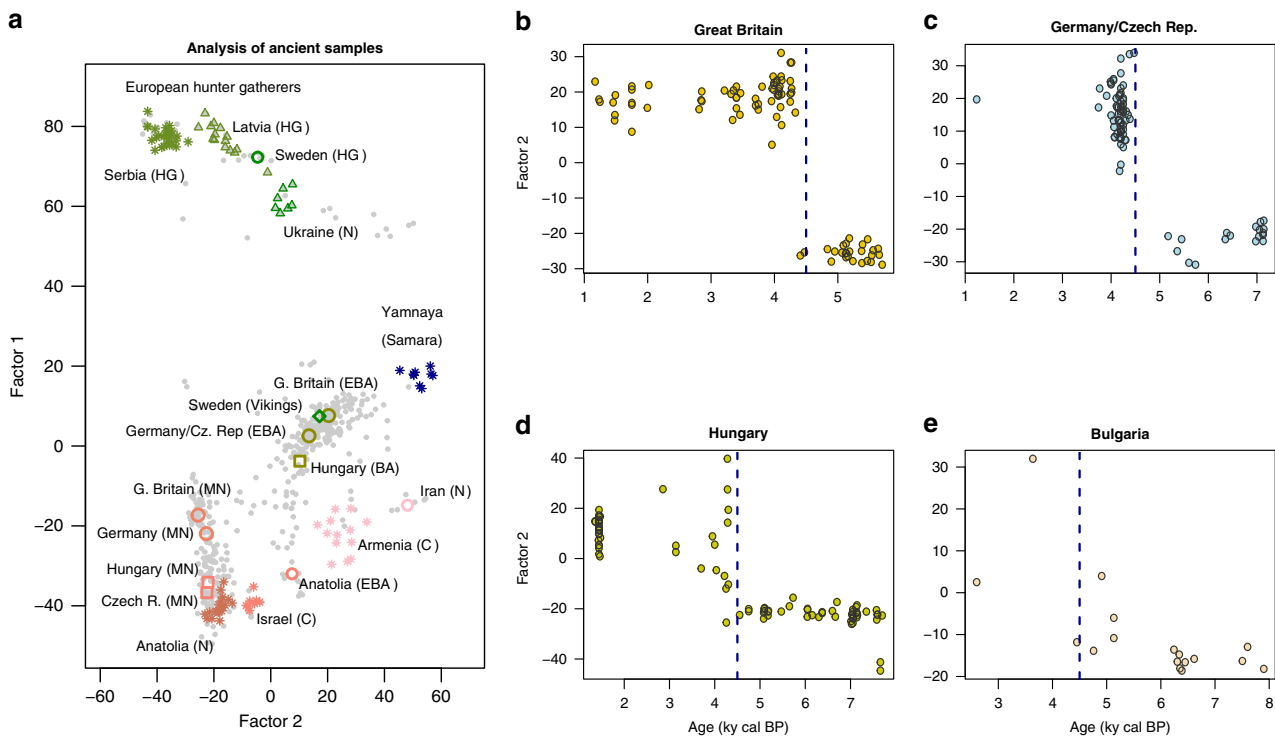 a
Analysis of ancient samples
European hunter gatherers
Latvia (HG )
Sweden (HG )
Serbia (HG )
Ukraine (N)
Yamnaya
(Samara)
G. Britain (EBA)
Sweden (Vikings)
Germany/Cz. Rep (EBA)
Hungary (BA)
G. Britain (MN)
Iran (N)
Germany (MN)
Armenia (C )
Hungary (MN)
Anatolia (EBA )
Czech R. (MN)
Israel (C)
Anatolia (N)
Factor 1
80
60
40
20
0
−20
−40
−60 −40 −20 0 20 40 60
Factor 2
b
Great Britain
Factor 2
30
20
10
0
−10
−20
−30
1 2 3 4 5
c
Germany/Czech Rep.
30
20
10
0
−10
−20
−30
1 2 3 4 5 6 7
d
Hungary
Factor 2
40
20
0
−20
−40
2 3 4 5 6 7
Age (ky cal BP)
e
Bulgaria
30
20
10
0
−10
−20
3 4 5 6 7 8
Age (ky cal BP)